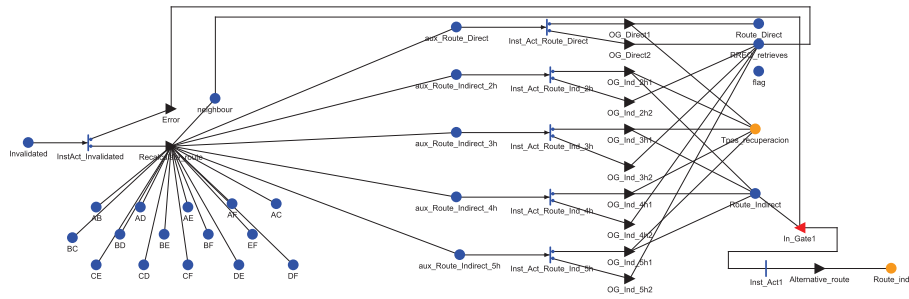 aux_Route_Direct
Inst_Act_Route_Direct
OG_Direct1
Route_Direct
OG_Direct2
RREQ_retrieves
flag
aux_Route_Indirect_2h
Inst_Act_Route_Ind_2h
OG_Ind_2h1
OG_Ind_2h2
neighbour
Error
Invalidated
InstAct_Invalidated
aux_Route_Indirect_3h
Inst_Act_Route_Ind_3h
OG_Ind_3h1
OG_Ind_3h2
AB
AD
AE
AF
AC
aux_Route_Indirect_4h
Inst_Act_Route_Ind_4h
OG_Ind_4h1
OG_Ind_4h2
Route_Indirect
BC
BD
BE
BF
EF
In_Gate1
CE
CD
CF
DE
DF
aux_Route_Indirect_5h
Inst_Act_Route_Ind_5h
OG_Ind_5h1
OG_Ind_5h2
Inst_Act1
Alternative_route
Route_ind